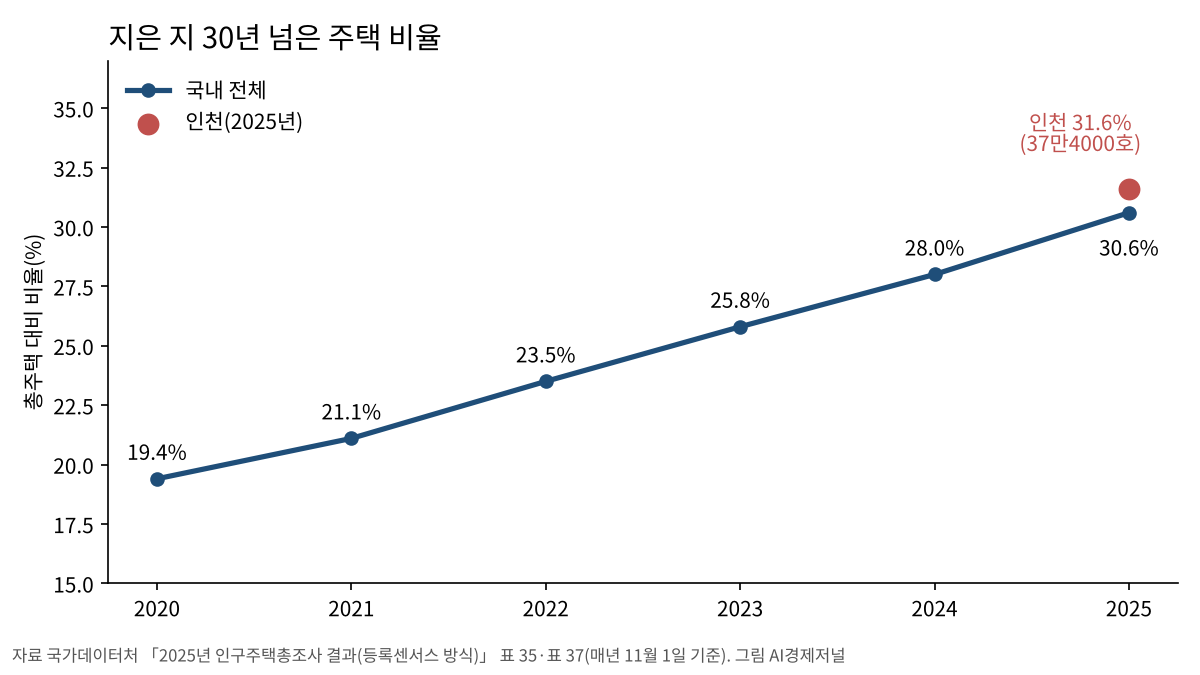 지은 지 30년 넘은 주택 비율
국내 전체
인천(2025년)
인천 31.6%
(37만4000호)
총주택 대비 비율(%)
35.0
32.5
30.0
27.5
25.0
22.5
20.0
17.5
15.0
19.4%
21.1%
23.5%
25.8%
28.0%
30.6%
2020 2021 2022 2023 2024 2025
자료 국가데이터처 「2025년 인구주택총조사 결과(등록센서스 방식)」 표 35·표 37(매년 11월 1일 기준). 그림 AI경제저널